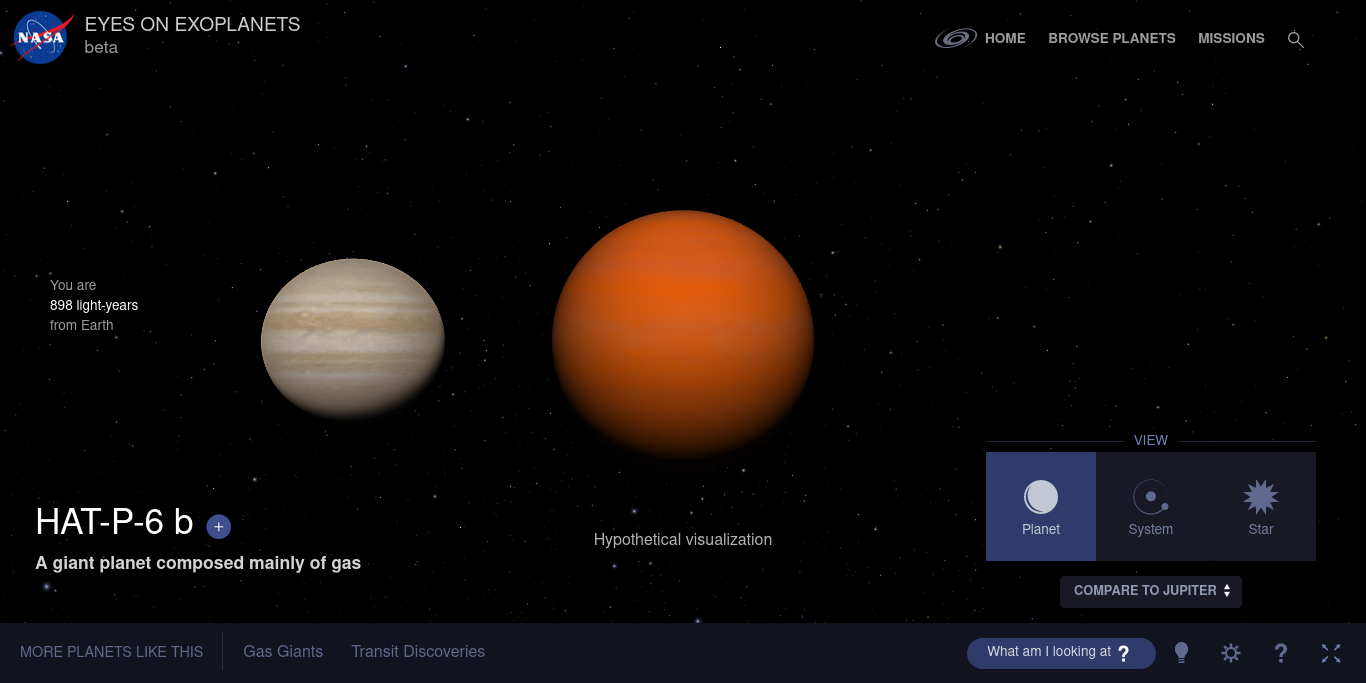 NASA
EYES ON EXOPLANETS
beta
HOME
BROWSE PLANETS
MISSIONS
You are
898 light-years
from Earth
VIEW
Planet
System
Star
HAT-P-6 b +
A giant planet composed mainly of gas
Hypothetical visualization
COMPARE TO JUPITER
MORE PLANETS LIKE THIS
Gas Giants
Transit Discoveries
What am I looking at ?
?